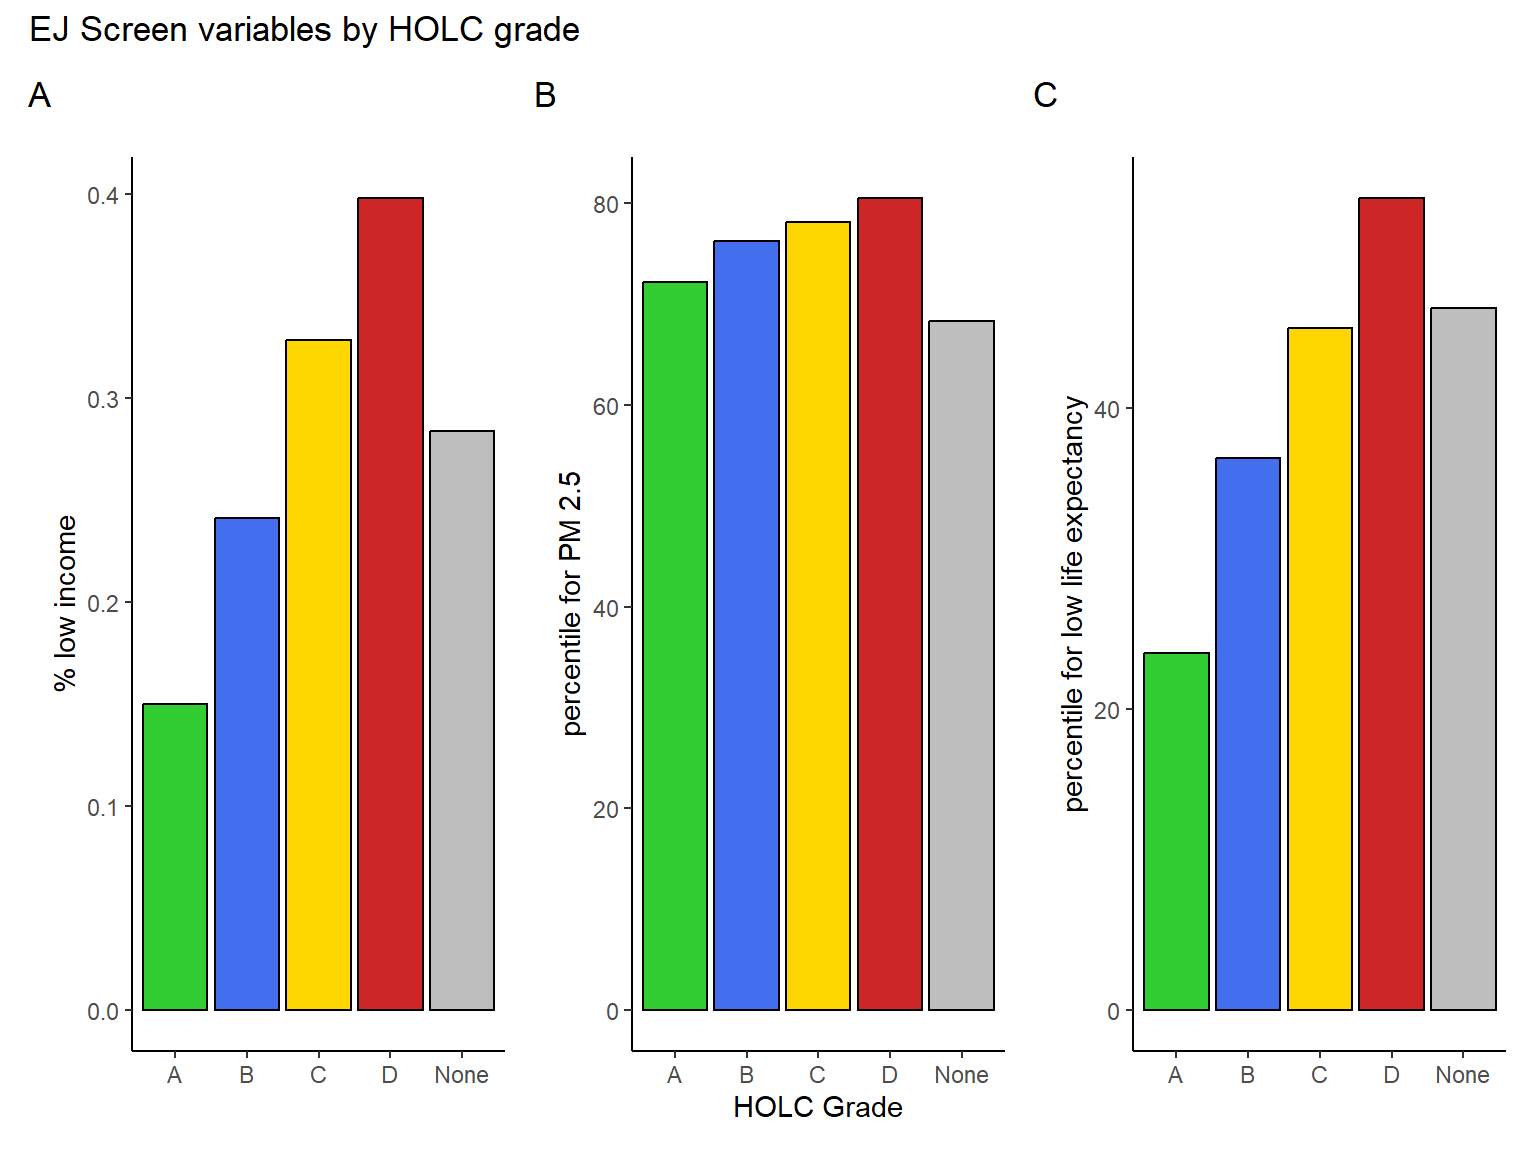 EJ Screen variables by HOLC grade
A
% low income
0.4
0.3
0.2
0.1
0.0
A B C D None
B
percentile for PM 2.5
80
60
40
20
0
A B C D None
HOLC Grade
C
percentile for low life expectancy
40
20
0
A B C D None